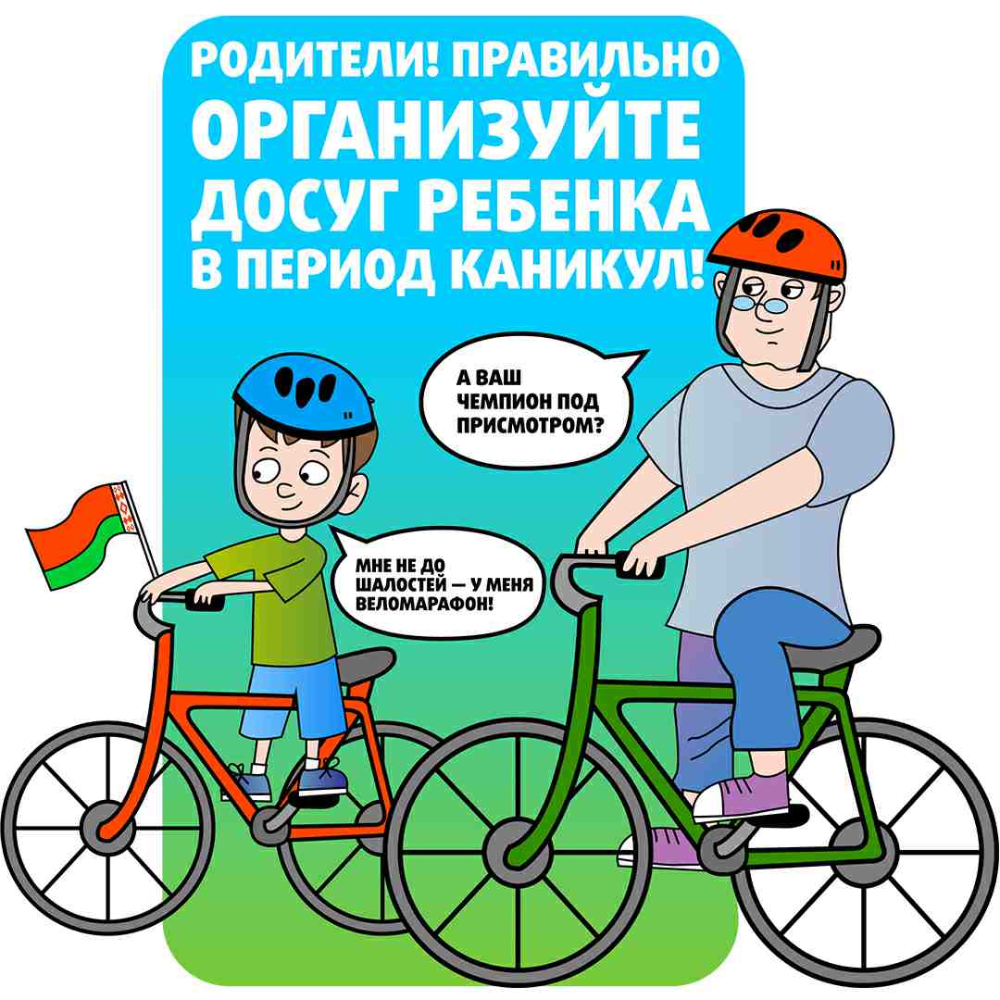 РОДИТЕЛИ! ПРАВИЛЬНО
ОРГАНИЗУЙТЕ
ДОСУГ РЕБЕНКА
В ПЕРИОД КАНИКУЛ!
А ВАШ
ЧЕМПИОН ПОД
ПРИСМОТРОМ?
МНЕ НЕ ДО
ШАЛОСТЕЙ – У МЕНЯ
ВЕЛОМАРАФОН!